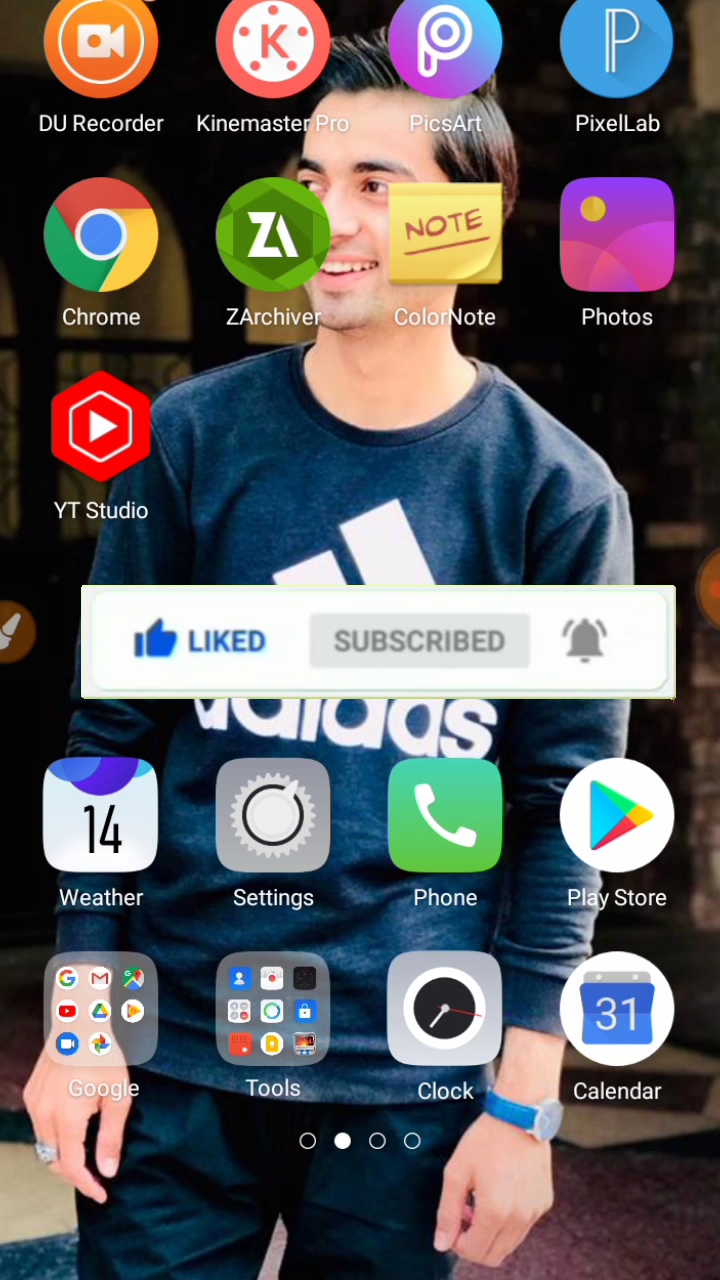 DU Recorder Kinemaster Pro PicsArt PixelLab
NOTE
Chrome ZArchiver ColorNote Photos
YT Studio
LIKED SUBSCRIBED
adidas
14
Weather Settings Phone Play Store
31
Google Tools Clock Calendar